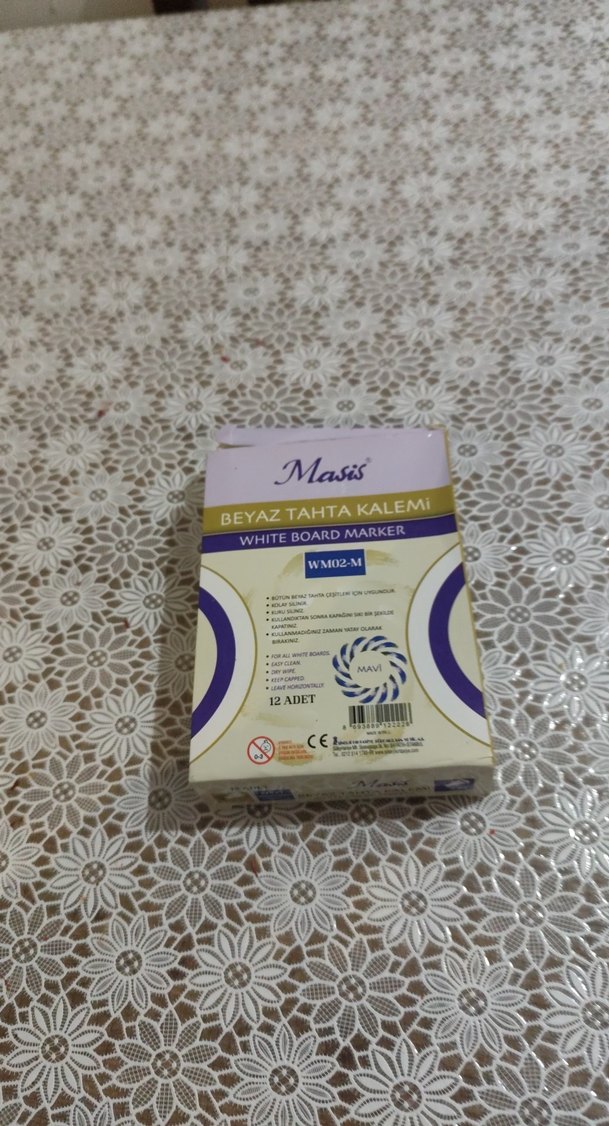 Masis®
BEYAZ TAHTA KALEMi
WHITE BOARD MARKER
WM02-M
• BÜTÜN BEYAZ TAHTA ÇEŞİTLERİ İÇİN UYGUNDUR.
• KOLAY SİLİNİR.
• KURU SİLİNİZ.
• KULLANDIKTAN SONRA KAPAĞINI SIKI BİR ŞEKİLDE
KAPATINIZ.
• KULLANMADIĞINIZ ZAMAN YATAY OLARAK
BIRAKINIZ.
• FOR ALL WHITE BOARDS.
• EASY CLEAN.
• DRY WIPE.
• KEEP CAPPED.
• LEAVE HORIZONTALLY.
MAVİ
12 ADET
0-3
CE